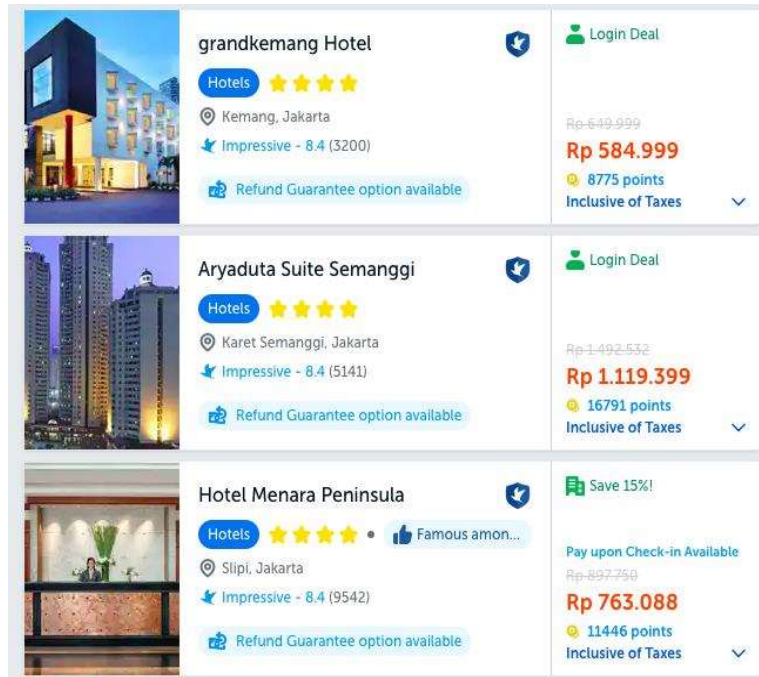 grandkemang Hotel
Hotels
Kemang, Jakarta
Impressive - 8.4 (3200)
Refund Guarantee option available
Login Deal
Rp 649.999
Rp 584.999
8775 points
Inclusive of Taxes
Aryaduta Suite Semanggi
Hotels
Karet Semanggi, Jakarta
Impressive - 8.4 (5141)
Refund Guarantee option available
Login Deal
Rp 1.492.532
Rp 1.119.399
16791 points
Inclusive of Taxes
Hotel Menara Peninsula
Hotels • Famous amon...
Slipi, Jakarta
Impressive - 8.4 (9542)
Refund Guarantee option available
Save 15%!
Pay upon Check-in Available
Rp 897.750
Rp 763.088
11446 points
Inclusive of Taxes